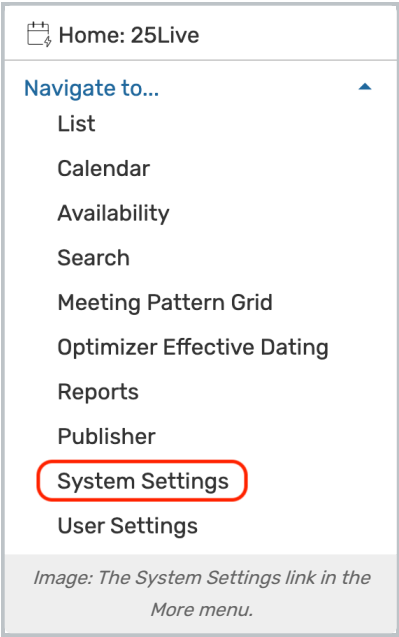 Home: 25Live
Navigate to...
List
Calendar
Availability
Search
Meeting Pattern Grid
Optimizer Effective Dating
Reports
Publisher
System Settings
User Settings
Image: The System Settings link in the
More menu.